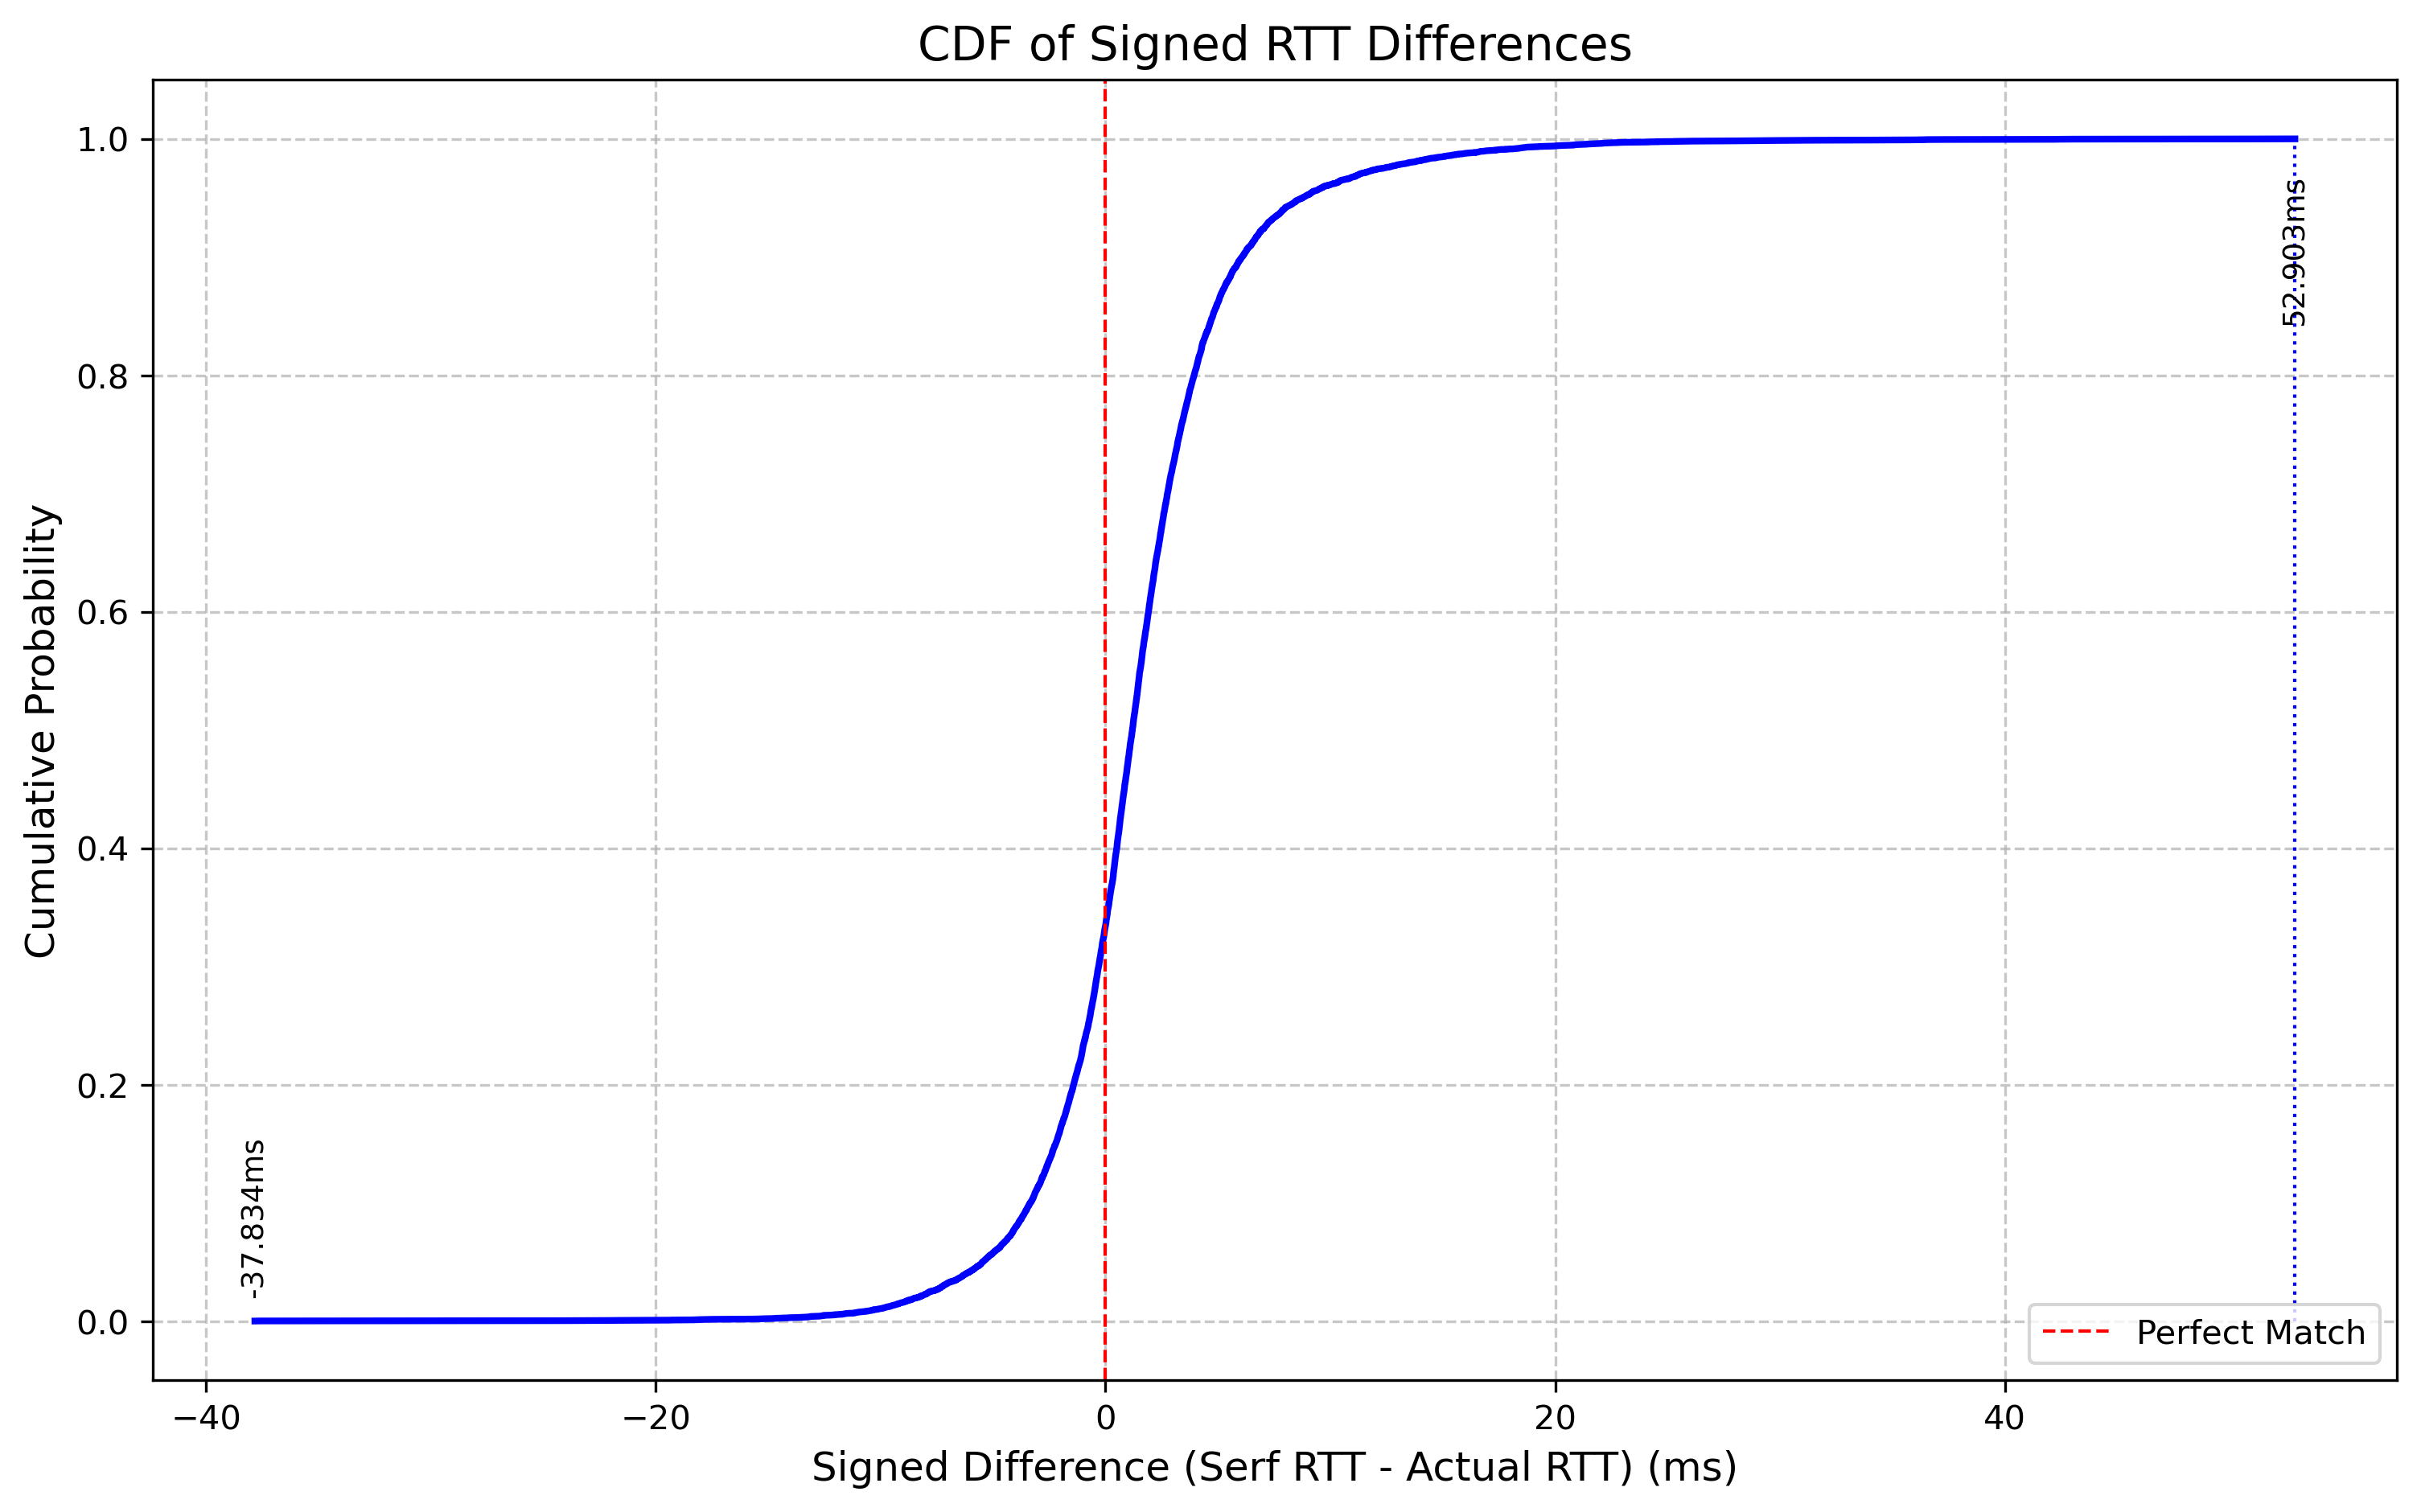 CDF of Signed RTT Differences
Cumulative Probability
1.0
0.8
0.6
0.4
0.2
0.0
-37.834ms
52.903ms
Perfect Match
−40
−20
0
20
40
Signed Difference (Serf RTT - Actual RTT) (ms)